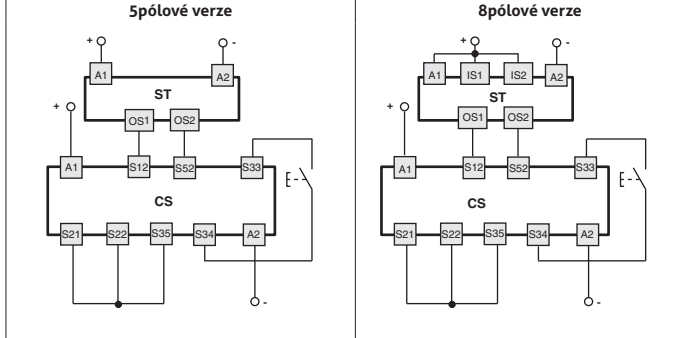 5pólové verze
+
-
A1
A2
ST
+
OS1
OS2
A1
S12
S52
S33
CS
S21
S22
S35
S34
A2
-
8pólové verze
+
-
A1
IS1
IS2
A2
ST
+
OS1
OS2
A1
S12
S52
S33
CS
S21
S22
S35
S34
A2
-